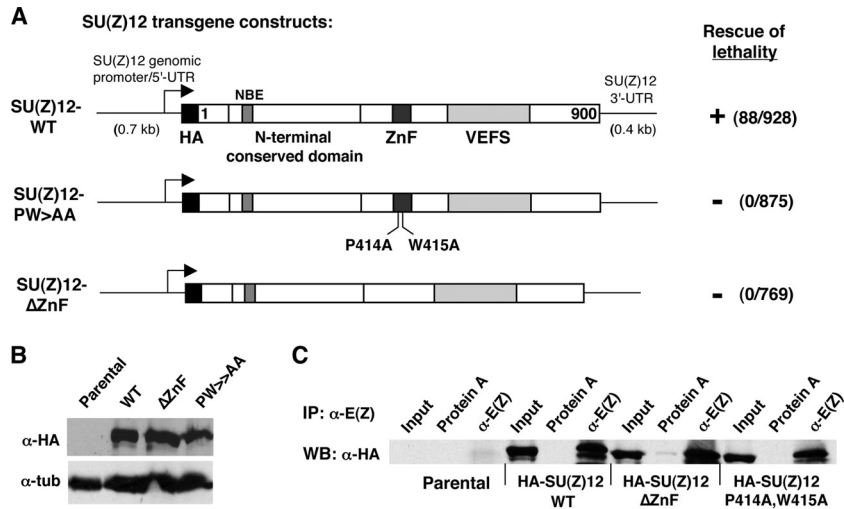 A
SU(Z)12 transgene constructs:
Rescue of
lethality
SU(Z)12 genomic
promoter/5'-UTR
SU(Z)12
3'-UTR
NBE
SU(Z)12-
WT
1
900
(0.7 kb)
(0.4 kb)
HA
N-terminal
conserved domain
ZnF
VEFS
+ (88/928)
SU(Z)12-
PW>AA
- (0/875)
P414A W415A
SU(Z)12-
ΔZnF
- (0/769)
B
Parental
WT
ΔZnF
PW>>AA
α-HA
α-tub
C
IP: α-E(Z)
Input
Protein A
α-E(Z)
Input
Protein A
α-E(Z)
Input
Protein A
α-E(Z)
Input
Protein A
α-E(Z)
WB: α-HA
Parental
HA-SU(Z)12
WT
HA-SU(Z)12
ΔZnF
HA-SU(Z)12
P414A,W415A